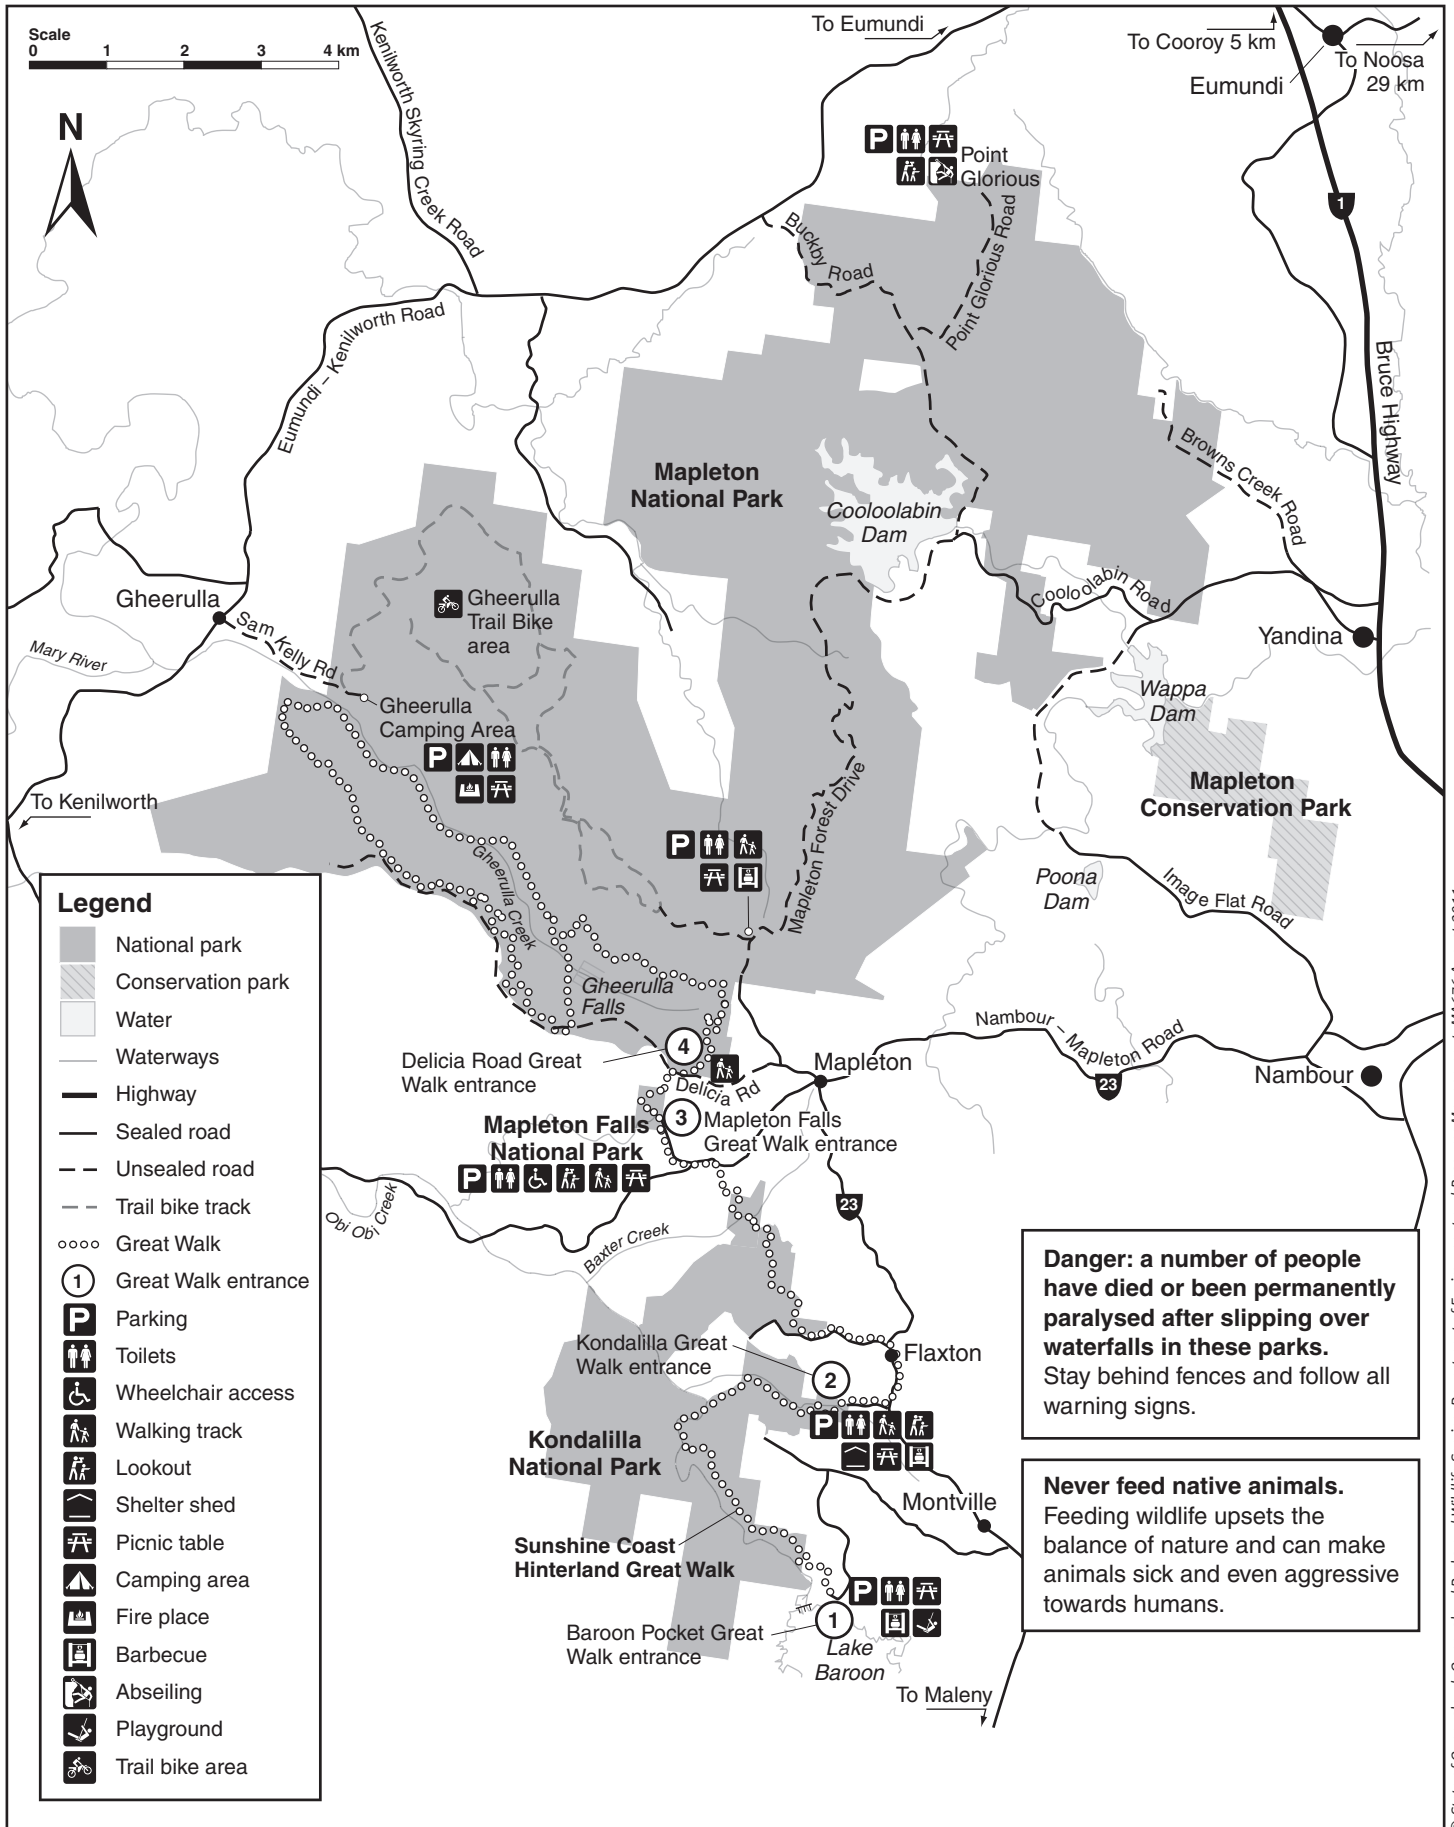 Scale
0 1 2 3 4 km
N
Kenilworth Skyring Creek Road
To Eumundi
To Cooroy 5 km
Eumundi
To Noosa
29 km
1
Point
Glorious
Buckby Road
Point Glorious Road
Bruce Highway
Eumundi – Kenilworth Road
Browns Creek Road
Mapleton
National Park
Cooloolabin
Dam
Cooloolabin Road
Yandina
Gheerulla
Sam Kelly Rd
Mary River
Gheerulla
Trail Bike
area
Gheerulla
Camping Area
P
Wappa
Dam
Mapleton
Conservation Park
To Kenilworth
Mapleton Forest Drive
P
Gheerulla Creek
Poona
Dam
Image Flat Road
Gheerulla
Falls
Nambour – Mapleton Road
23
Nambour
4
Delicia Road Great
Walk entrance
Delicia Rd
Mapleton
3
Mapleton Falls
Great Walk entrance
Mapleton Falls
National Park
P
23
Obi Obi Creek
Baxter Creek
Kondalilla Great
Walk entrance
2
Flaxton
P
Kondalilla
National Park
Montville
Sunshine Coast
Hinterland Great Walk
P
1
Baroon Pocket Great
Walk entrance
Lake
Baroon
To Maleny
Legend
National park
Conservation park
Water
Waterways
Highway
Sealed road
Unsealed road
Trail bike track
Great Walk
1 Great Walk entrance
P Parking
Toilets
Wheelchair access
Walking track
Lookout
Shelter shed
Picnic table
Camping area
Fire place
Barbecue
Abseiling
Playground
Trail bike area
Danger: a number of people
have died or been permanently
paralysed after slipping over
waterfalls in these parks.
Stay behind fences and follow all
warning signs.
Never feed native animals.
Feeding wildlife upsets the
balance of nature and can make
animals sick and even aggressive
towards humans.